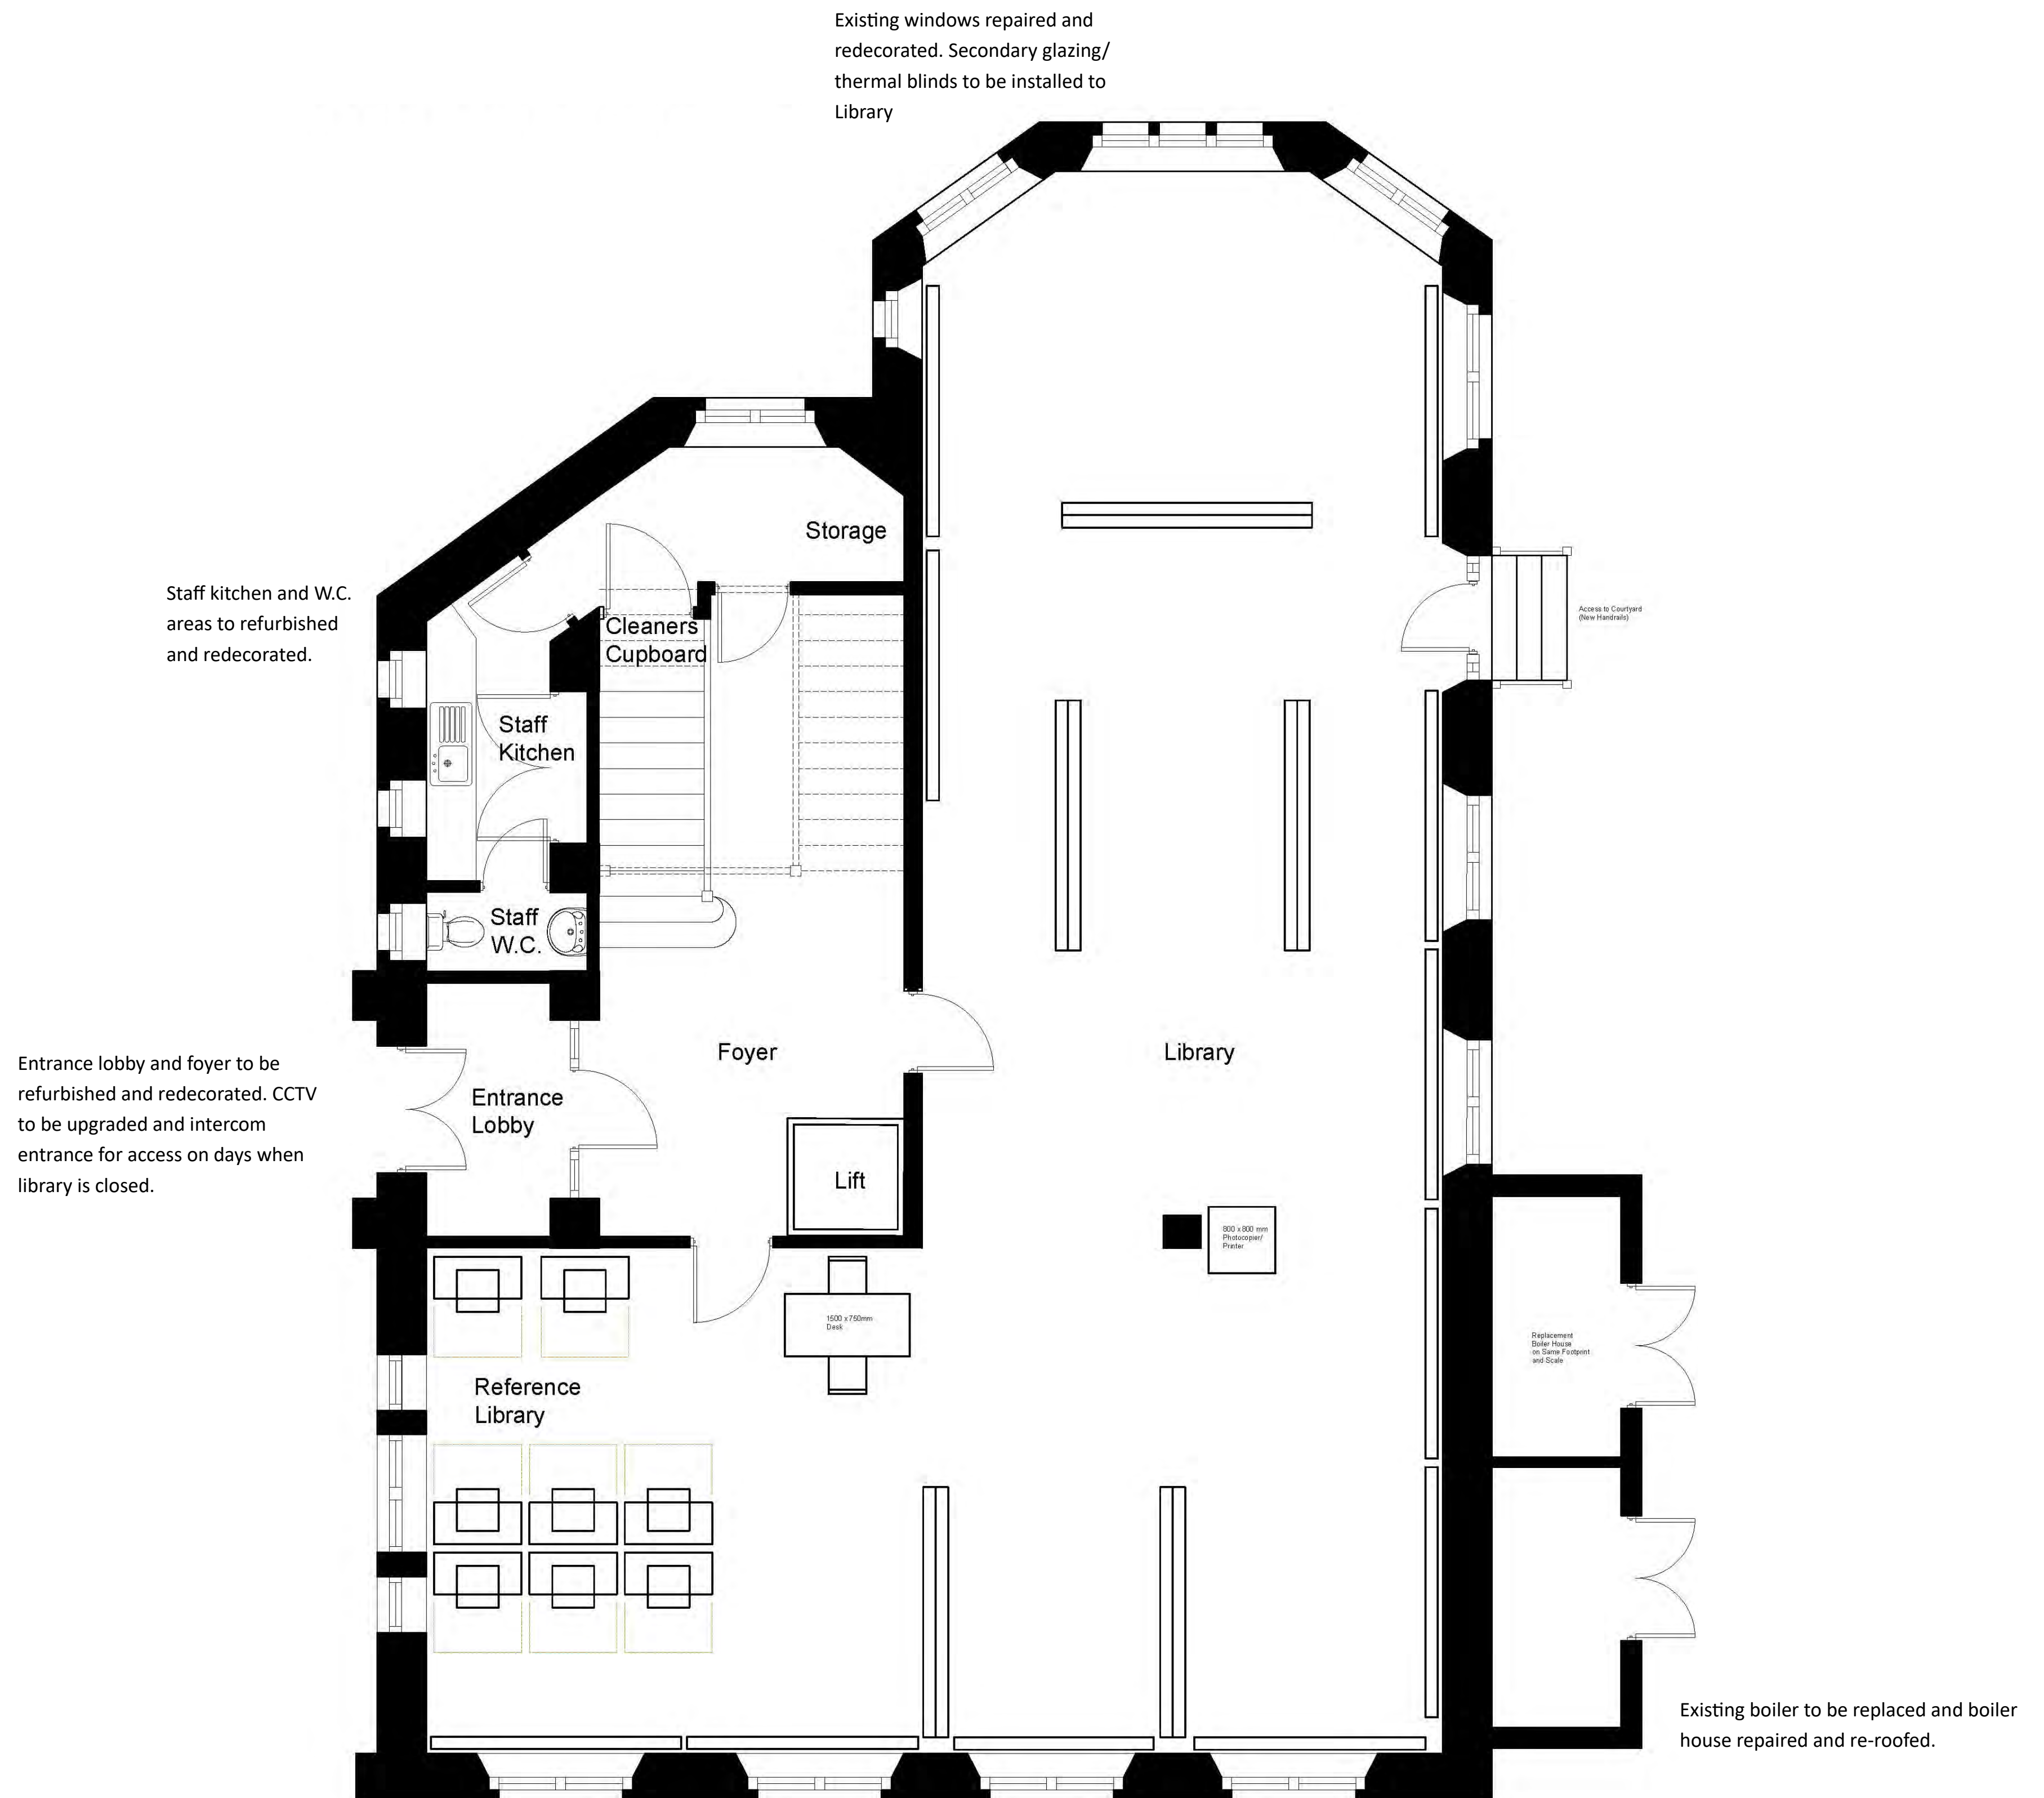 Existing windows repaired and
redecorated. Secondary glazing/
thermal blinds to be installed to
Library
Storage
Staff kitchen and W.C.
areas to refurbished
and redecorated.
Cleaners
Cupboard
Access to Courtyard
(New Handrails)
Staff
Kitchen
Staff
W.C.
Foyer
Library
Entrance lobby and foyer to be
refurbished and redecorated. CCTV
to be upgraded and intercom
entrance for access on days when
library is closed.
Entrance
Lobby
Lift
800 x 800 mm
Photocopier/
Printer
1500 x 750mm
Desk
Replacement
Boiler House
on Same Footprint
and Scale
Reference
Library
Existing boiler to be replaced and boiler
house repaired and re-roofed.